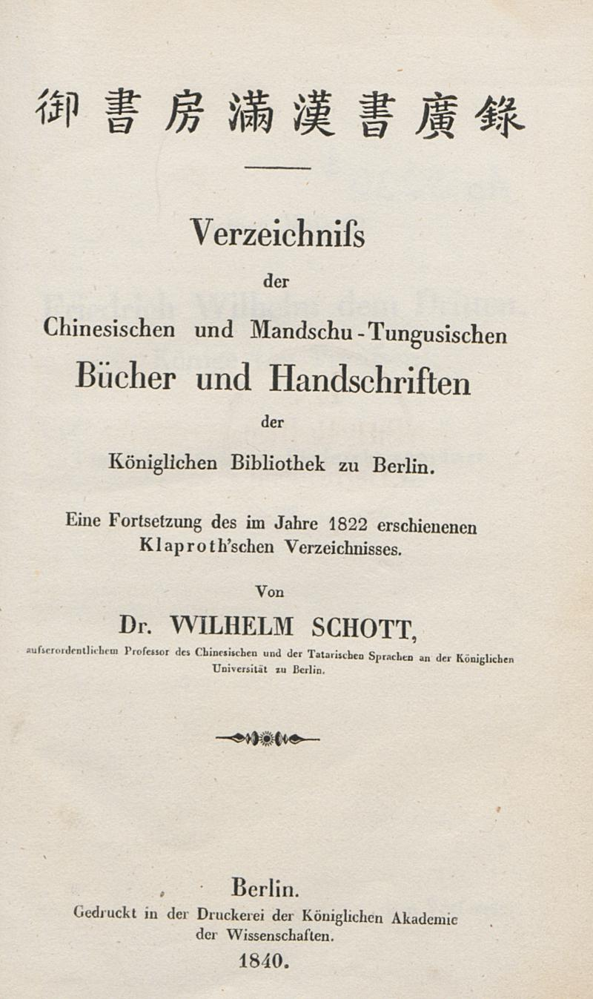 御書房滿漢書廣錄
Verzeichniſs
der
Chinesischen und Mandschu-Tungusischen
Bücher und Handschriften
der
Königlichen Bibliothek zu Berlin.
Eine Fortsetzung des im Jahre 1822 erschienenen
Klaproth'schen Verzeichnisses.
Von
Dr. WILHELM SCHOTT,
auſserordentlichem Professor des Chinesischen und der Tatarischen Sprachen an der Königlichen
Universität zu Berlin.
Berlin.
Gedruckt in der Druckerei der Königlichen Akademie
der Wissenschaften.
1840.